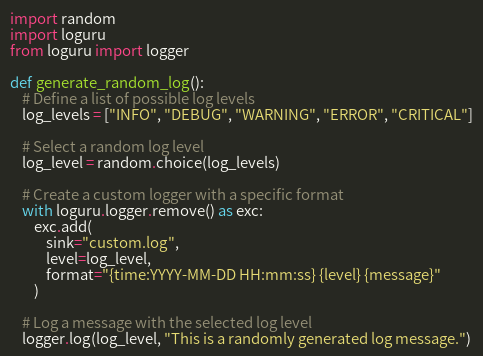 import random
import loguru
from loguru import logger

def generate_random_log():
    # Define a list of possible log levels
    log_levels = ["INFO", "DEBUG", "WARNING", "ERROR", "CRITICAL"]

    # Select a random log level
    log_level = random.choice(log_levels)

    # Create a custom logger with a specific format
    with loguru.logger.remove() as exc:
        exc.add(
            sink="custom.log",
            level=log_level,
            format="{time:YYYY-MM-DD HH:mm:ss} {level} {message}"
        )

    # Log a message with the selected log level
    logger.log(log_level, "This is a randomly generated log message.")